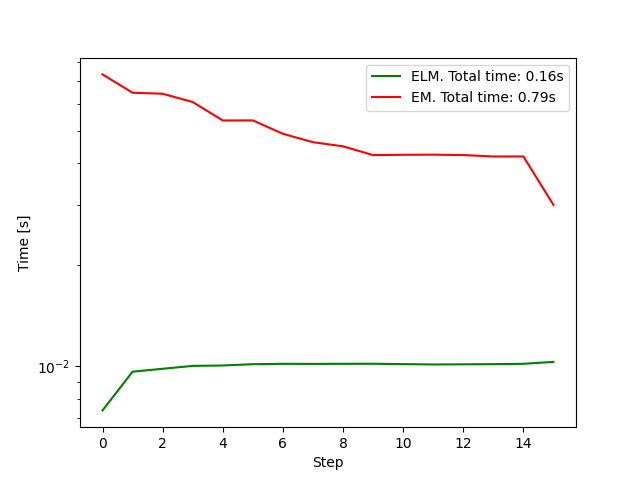 ELM. Total time: 0.16s
EM. Total time: 0.79s
Time [s]
10⁻²
0 2 4 6 8 10 12 14
Step